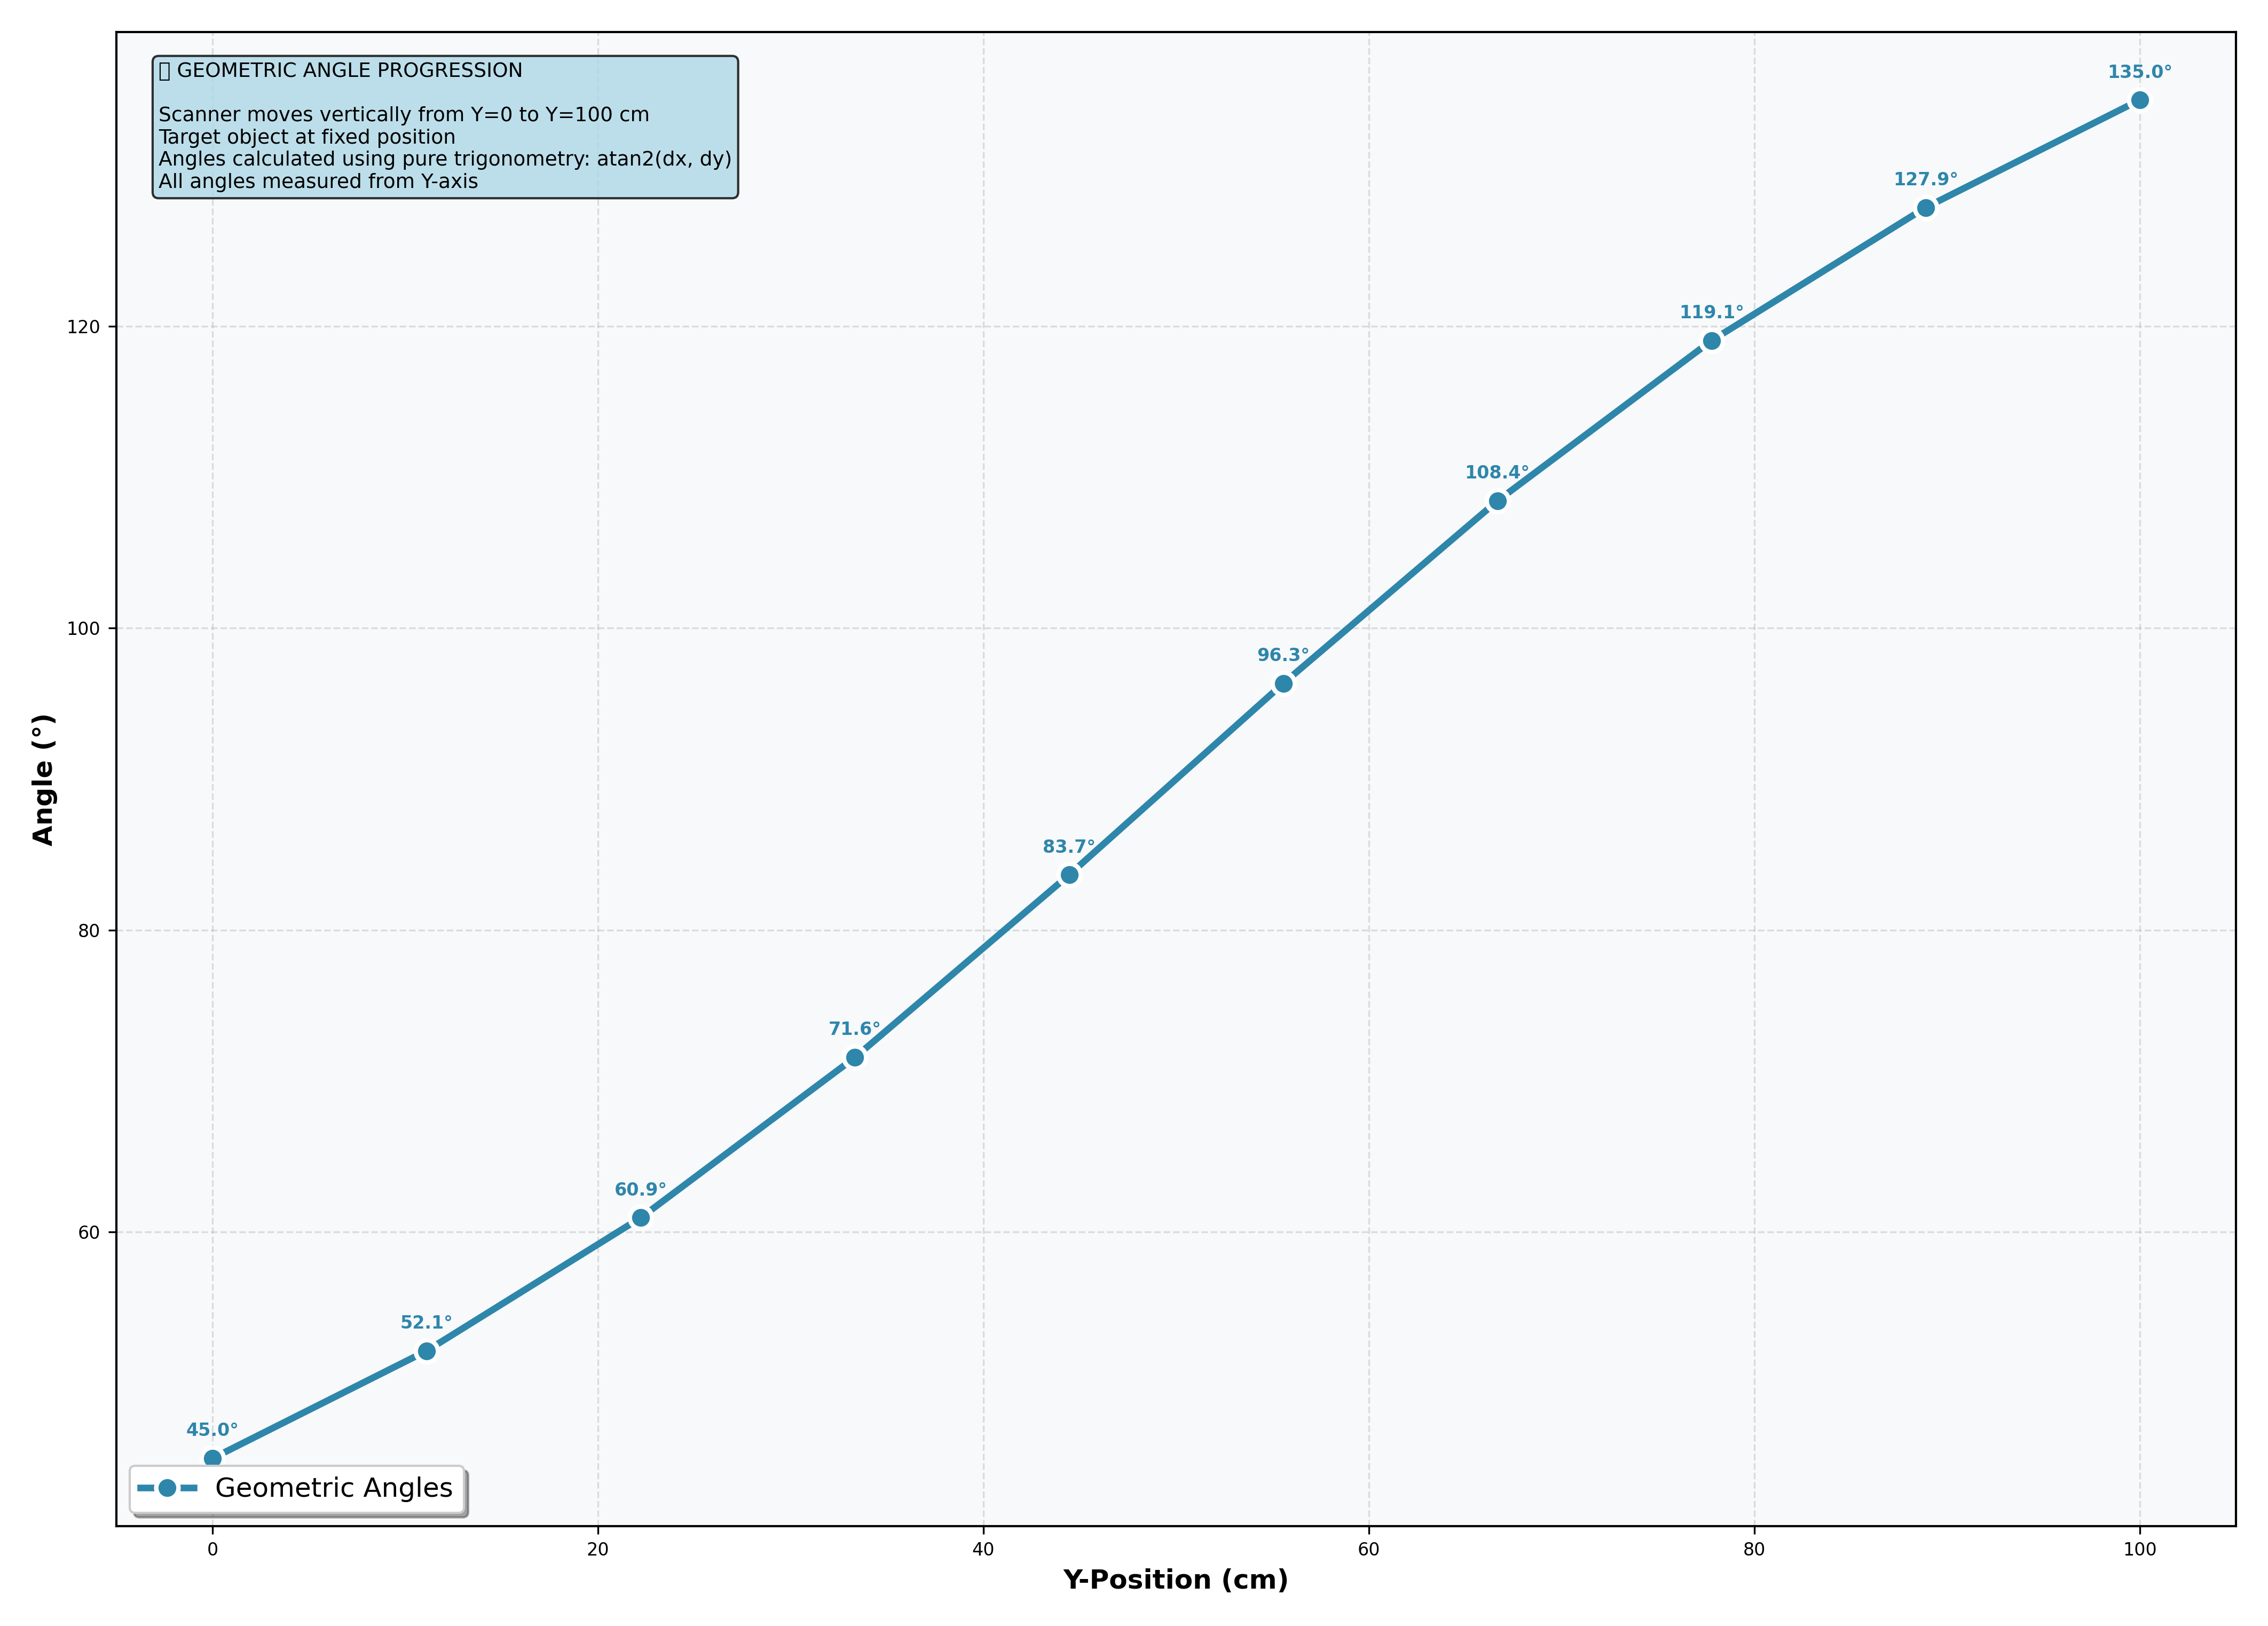 GEOMETRIC ANGLE PROGRESSION
Scanner moves vertically from Y=0 to Y=100 cm
Target object at fixed position
Angles calculated using pure trigonometry: atan2(dx, dy)
All angles measured from Y-axis
135.0°
127.9°
119.1°
120
108.4°
100
96.3°
Angle (°)
83.7°
80
71.6°
60.9°
60
52.1°
45.0°
Geometric Angles
0
20
40
60
80
100
Y-Position (cm)